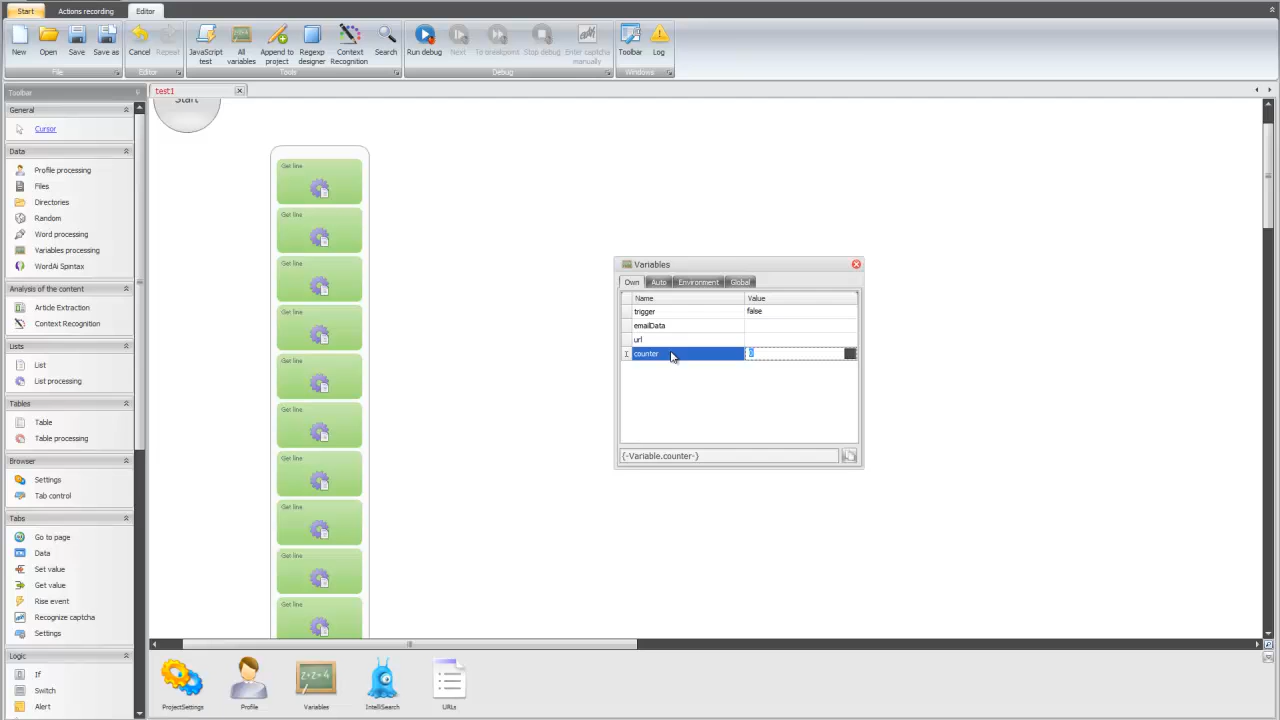 Start
Actions recording
Editor
New
Open
Save
Save as
Cancel
Repeat
JavaScript test
All variables
Append to project
Regexp designer
Context Recognition
Search
Run debug
Next
To breakpoint
Stop debug
Enter captcha manually
Toolbar
Log
File
Editor
Tools
Debug
Windows
Toolbar
test1
General
Cursor
Data
Profile processing
Files
Directories
Random
Word processing
Variables processing
WordAi Spintax
Analysis of the content
Article Extraction
Context Recognition
Lists
List
List processing
Tables
Table
Table processing
Browser
Settings
Tab control
Tabs
Go to page
Data
Set value
Get value
Rise event
Recognize captcha
Settings
Logic
If
Switch
Alert
Start
Get line
Get line
Get line
Get line
Get line
Get line
Get line
Get line
Get line
Get line
Variables
Own
Auto
Environment
Global
Name
Value
trigger
false
emailData
url
counter
0
{-Variable.counter-}
ProjectSettings
Profile
Z+Z=4
Variables
IntelliSearch
URLs